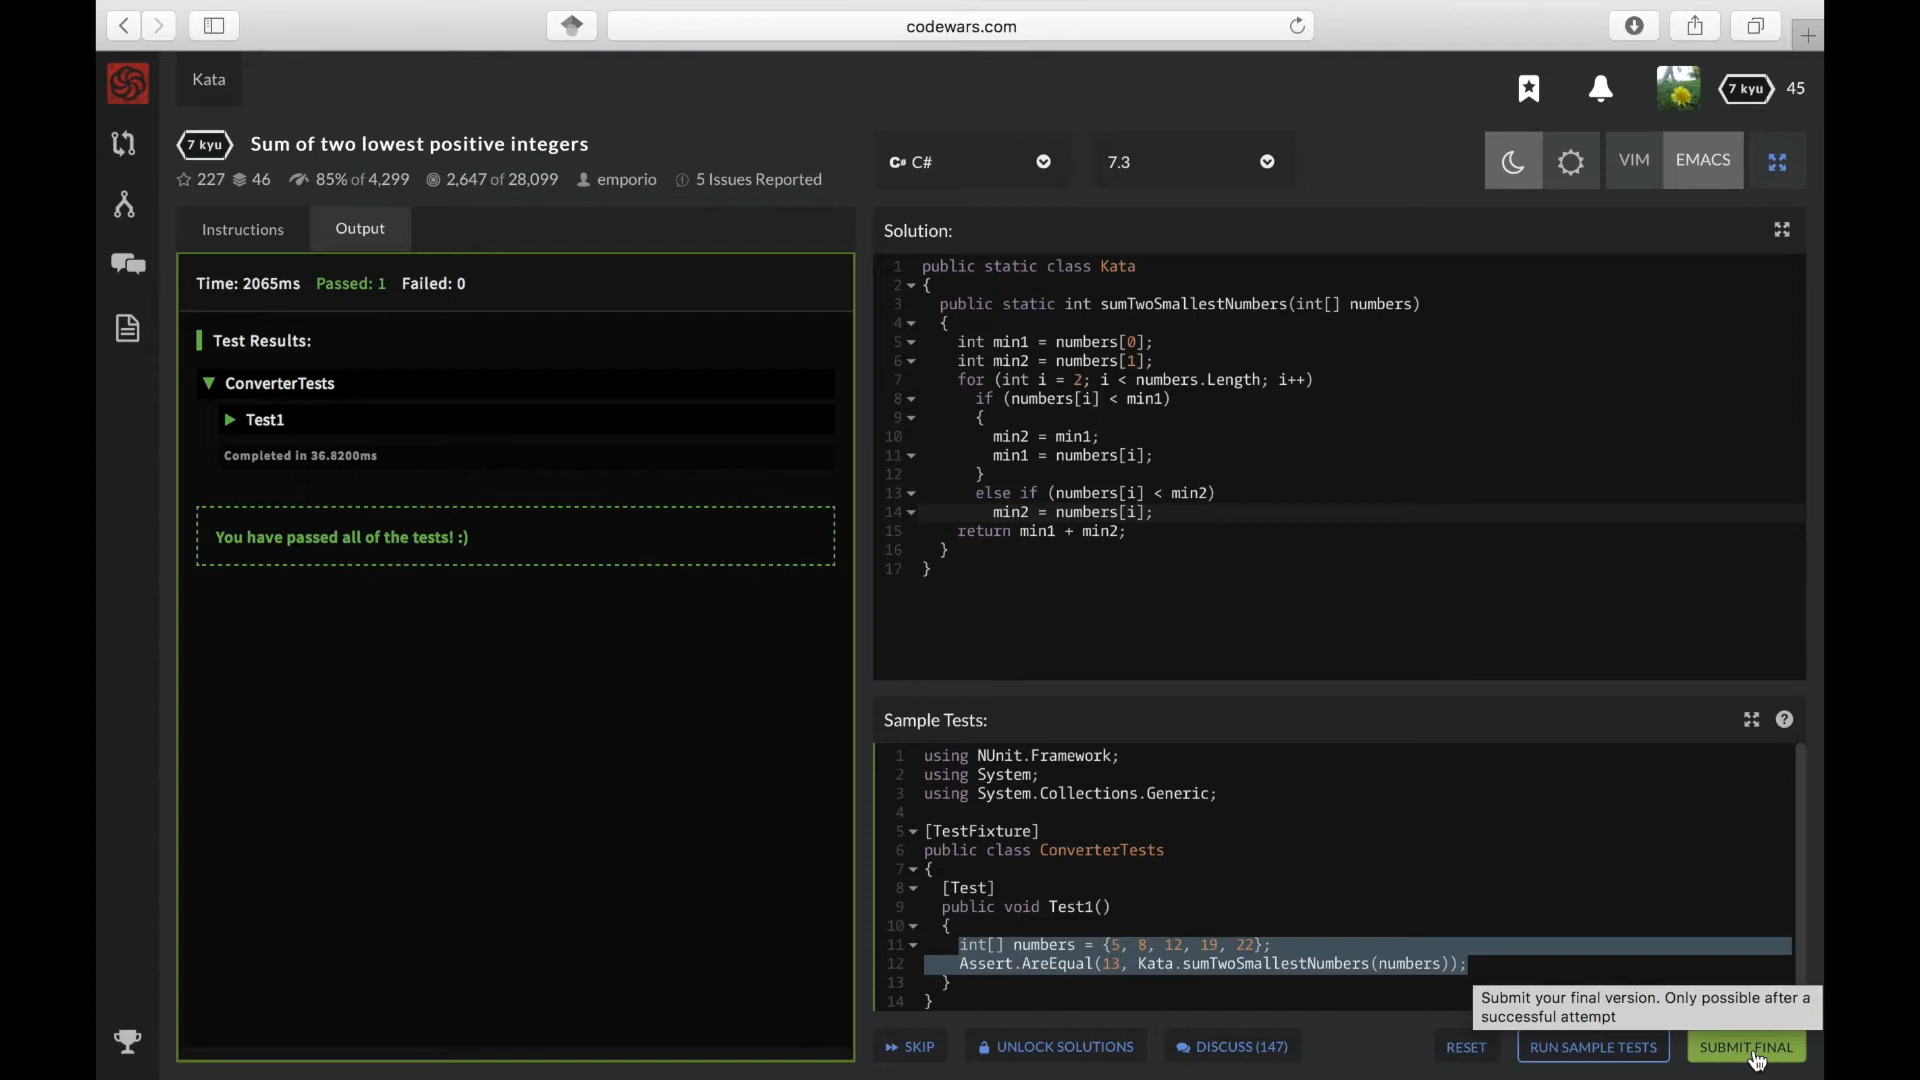 codewars.com
Kata
7 kyu 45
7 kyu Sum of two lowest positive integers
227 46 85% of 4,299 2,647 of 28,099 emporio 5 Issues Reported
C# C#
7.3
VIM EMACS
Instructions Output
Time: 2065ms Passed: 1 Failed: 0
Test Results:
ConverterTests
Test1
Completed in 36.8200ms
You have passed all of the tests! :)
Solution:
1 public static class Kata
2 {
3 public static int sumTwoSmallestNumbers(int[] numbers)
4 {
5 int min1 = numbers[0];
6 int min2 = numbers[1];
7 for (int i = 2; i < numbers.Length; i++)
8 if (numbers[i] < min1)
9 {
10 min2 = min1;
11 min1 = numbers[i];
12 }
13 else if (numbers[i] < min2)
14 min2 = numbers[i];
15 return min1 + min2;
16 }
17 }
Sample Tests:
1 using NUnit.Framework;
2 using System;
3 using System.Collections.Generic;
4
5 [TestFixture]
6 public class ConverterTests
7 {
8 [Test]
9 public void Test1()
10 {
11 int[] numbers = {5, 8, 12, 19, 22};
12 Assert.AreEqual(13, Kata.sumTwoSmallestNumbers(numbers));
13 }
14 }
Submit your final version. Only possible after a
successful attempt
SKIP UNLOCK SOLUTIONS DISCUSS (147) RESET RUN SAMPLE TESTS SUBMIT FINAL